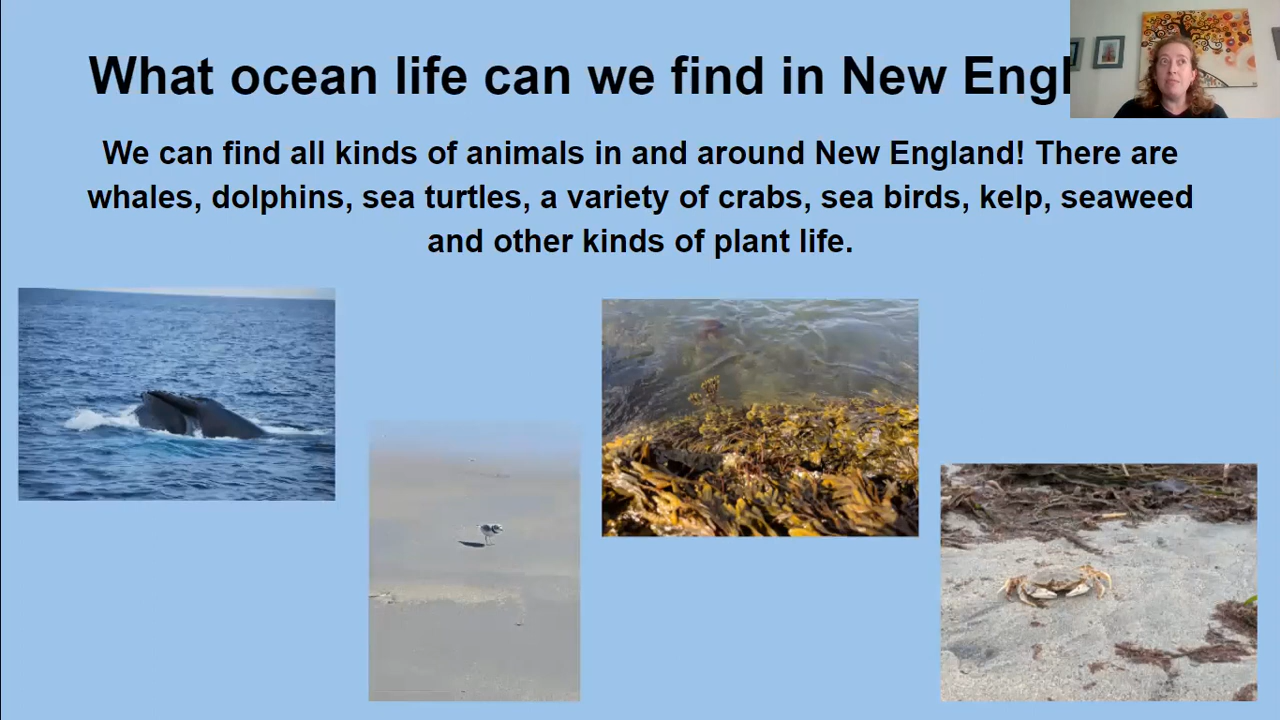 What ocean life can we find in New Engl
We can find all kinds of animals in and around New England! There are
whales, dolphins, sea turtles, a variety of crabs, sea birds, kelp, seaweed
and other kinds of plant life.